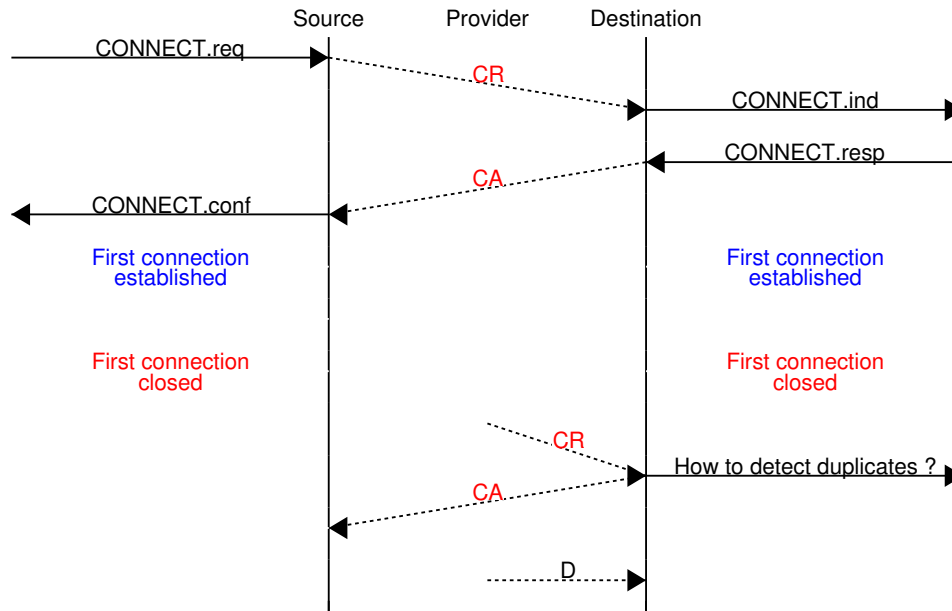 Source Provider Destination
CONNECT.req
CR
CONNECT.ind
CONNECT.resp
CA
CONNECT.conf
First connection
established
First connection
established
First connection
closed
First connection
closed
CR
How to detect duplicates ?
CA
D